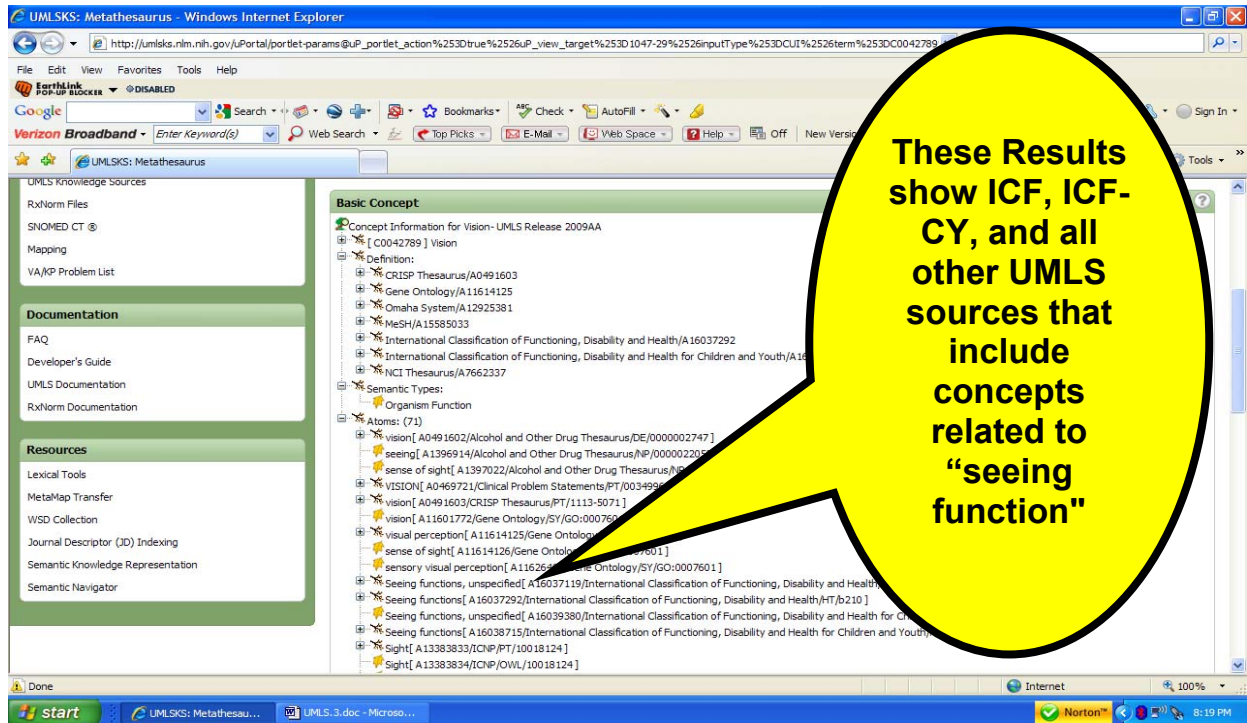 UMLSKS: Metathesaurus - Windows Internet Explorer
http://umlsks.nlm.nih.gov/uPortal/portlet-params@uP_portlet_action%253Dtrue%2526uP_view_target%253D1047-29%2526inputType%253DCUI%2526term%253DC0042789
File Edit View Favorites Tools Help
EarthLink POP-UP BLOCKER DISABLED
Google Search Bookmarks Check AutoFill Sign In
Verizon Broadband - Enter Keyword(s) Web Search Top Picks E-Mail Web Space Help Off New
UMLSKS: Metathesaurus Tools
UMLS Knowledge Sources
RxNorm Files
SNOMED CT ®
Mapping
VA/KP Problem List
Documentation
FAQ
Developer's Guide
UMLS Documentation
RxNorm Documentation
Resources
Lexical Tools
MetaMap Transfer
WSD Collection
Journal Descriptor (JD) Indexing
Semantic Knowledge Representation
Semantic Navigator
Basic Concept
Concept Information for Vision- UMLS Release 2009AA
[ C0042789 ] Vision
Definition:
CRISP Thesaurus/A0491603
Gene Ontology/A11614125
Omaha System/A12925381
MeSH/A15585033
International Classification of Functioning, Disability and Health/A16037292
International Classification of Functioning, Disability and Health for Children and Youth/A16
NCI Thesaurus/A7662337
Semantic Types:
Organism Function
Atoms: (71)
vision[ A0491602/Alcohol and Other Drug Thesaurus/DE/0000002747 ]
seeing[ A1396914/Alcohol and Other Drug Thesaurus/NP/000002205
sense of sight[ A1397022/Alcohol and Other Drug Thesaurus/NP
VISION[ A0469721/Clinical Problem Statements/PT/003499
vision[ A0491603/CRISP Thesaurus/PT/1113-5071 ]
vision[ A11601772/Gene Ontology/SY/GO:000760
visual perception[ A11614125/Gene Ontology
sense of sight[ A11614126/Gene Ontology 7601 ]
sensory visual perception[ A116264 Gene Ontology/SY/GO:0007601 ]
Seeing functions, unspecified[ A16037119/International Classification of Functioning, Disability and Health
Seeing functions[ A16037292/International Classification of Functioning, Disability and Health/HT/b210 ]
Seeing functions, unspecified[ A16039380/International Classification of Functioning, Disability and Health for
Seeing functions[ A16038715/International Classification of Functioning, Disability and Health for Children and Youth
Sight[ A13383833/ICNP/PT/10018124 ]
Sight[ A13383834/ICNP/OWL/10018124 ]
These Results
show ICF, ICF-
CY, and all
other UMLS
sources that
include
concepts
related to
“seeing
function"
Done Internet 100%
start UMLSKS: Metathesau... UMLS.3.doc - Microso... Norton™ 8:19 PM